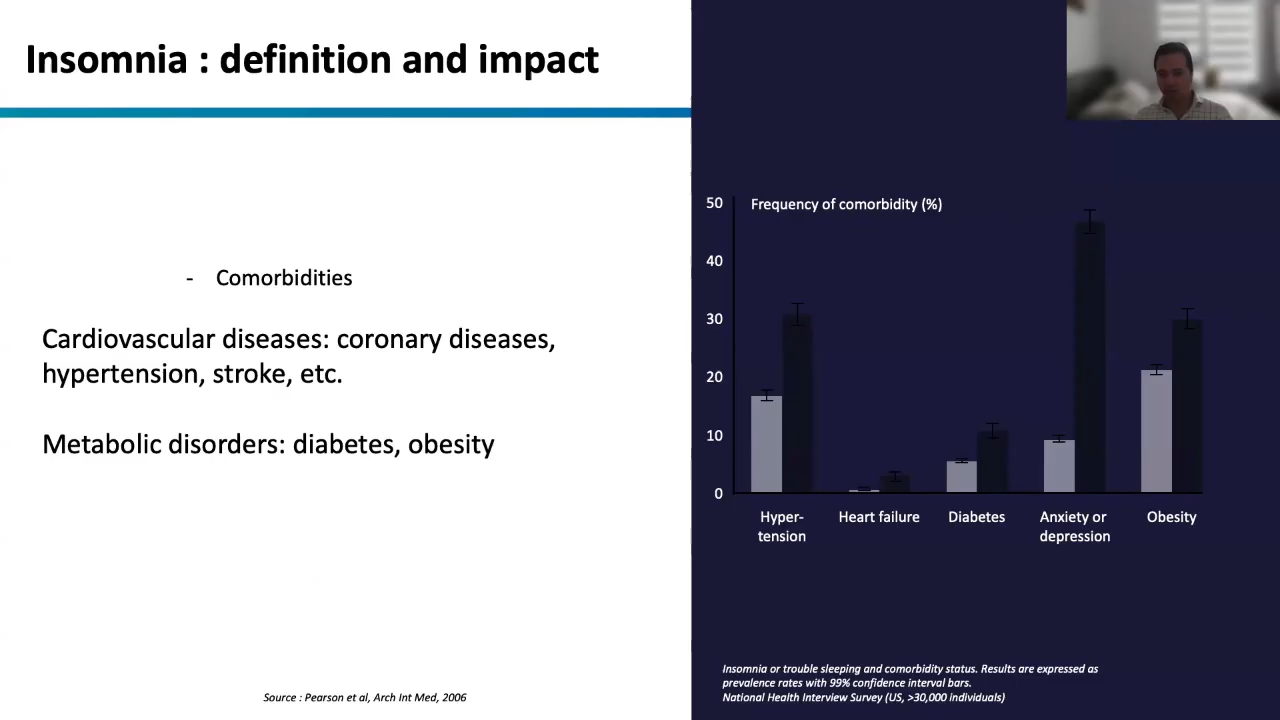 Insomnia : definition and impact
- Comorbidities
Cardiovascular diseases: coronary diseases,
hypertension, stroke, etc.
Metabolic disorders: diabetes, obesity
Source : Pearson et al, Arch Int Med, 2006
Frequency of comorbidity (%)
50
40
30
20
10
0
Hyper-
tension
Heart failure
Diabetes
Anxiety or
depression
Obesity
Insomnia or trouble sleeping and comorbidity status. Results are expressed as
prevalence rates with 99% confidence interval bars.
National Health Interview Survey (US, >30,000 individuals)